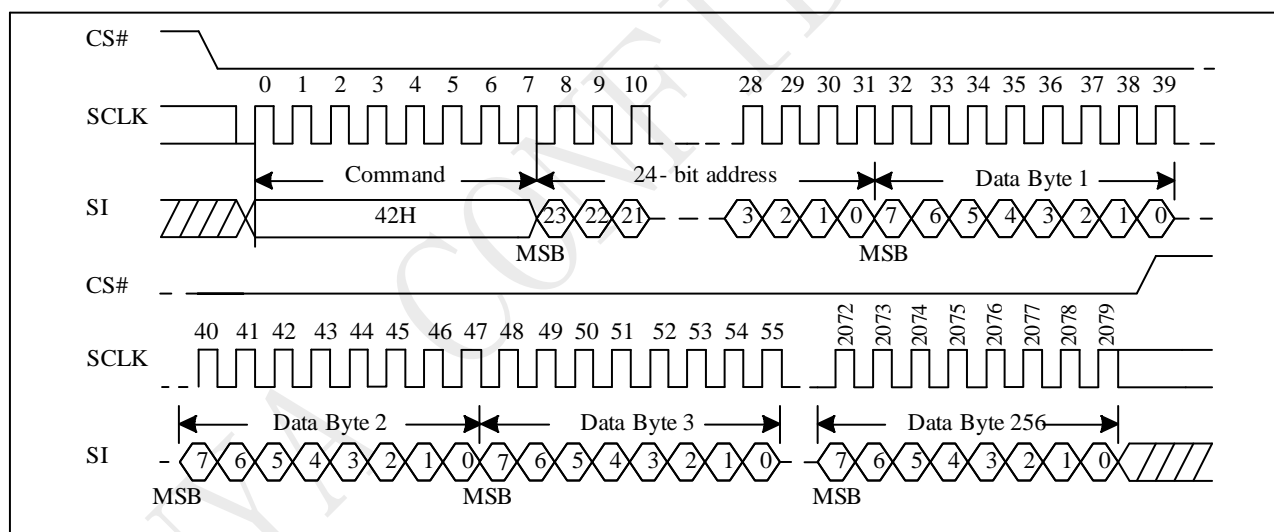 CS#
0 1 2 3 4 5 6 7 8 9 10 28 29 30 31 32 33 34 35 36 37 38 39
SCLK
Command 24- bit address Data Byte 1
SI 42H 23 22 21 3 2 1 0 7 6 5 4 3 2 1 0
MSB MSB
CS#
40 41 42 43 44 45 46 47 48 49 50 51 52 53 54 55 2072 2073 2074 2075 2076 2077 2078 2079
SCLK
Data Byte 2 Data Byte 3 Data Byte 256
SI 7 6 5 4 3 2 1 0 7 6 5 4 3 2 1 0 7 6 5 4 3 2 1 0
MSB MSB MSB